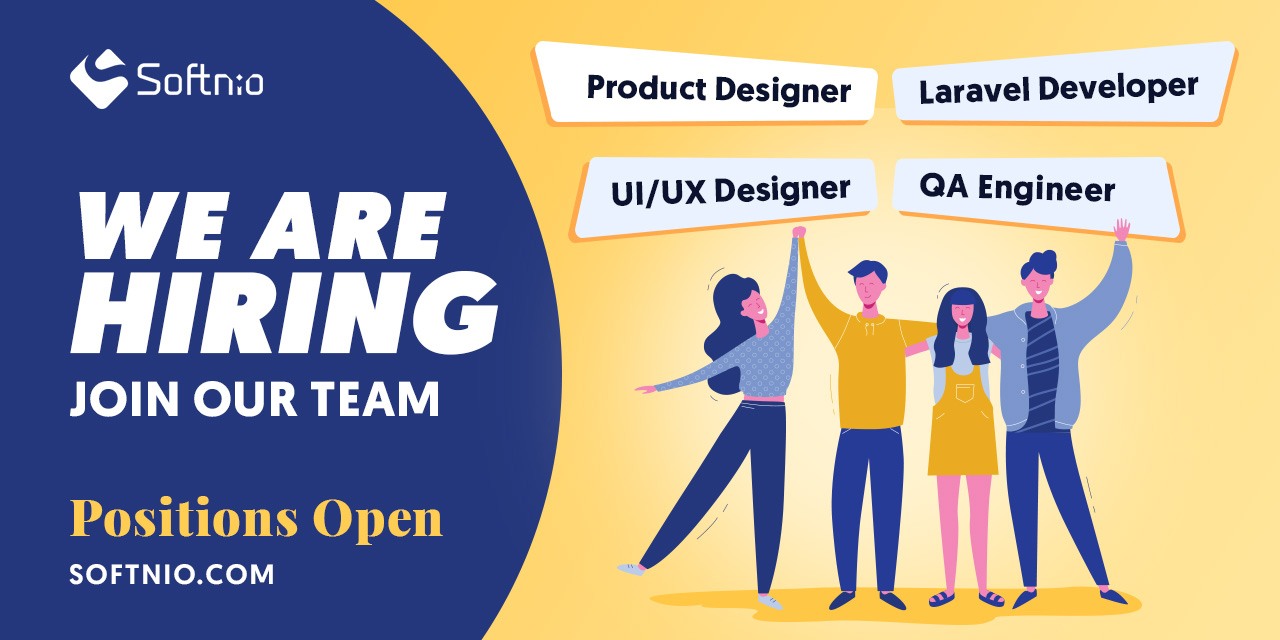 Softnio
WE ARE
HIRING
JOIN OUR TEAM
Positions Open
SOFTNIO.COM
Product Designer
Laravel Developer
UI/UX Designer
QA Engineer